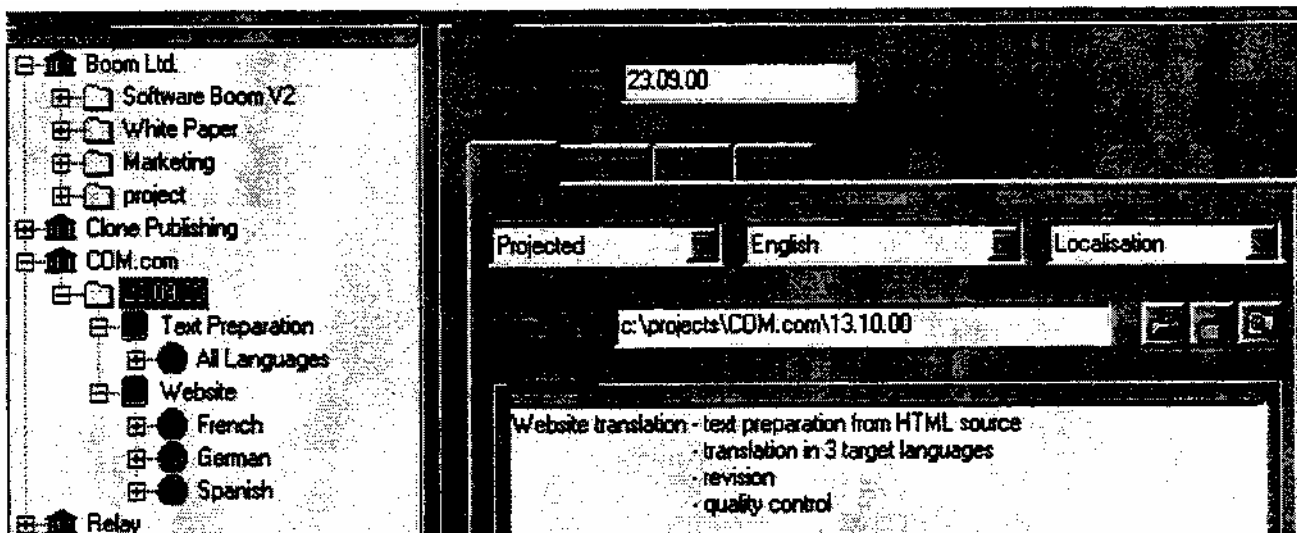 Boom Ltd.
Software Boom V2
White Paper
Marketing
project
Clone Publishing
COM.com
Text Preparation
All Languages
Website
French
German
Spanish
Relay
23.09.00
Projected
English
Localisation
c:\projects\COM.com\13.10.00
Website translation - text preparation from HTML source
- translation in 3 target languages
- revision
- quality control